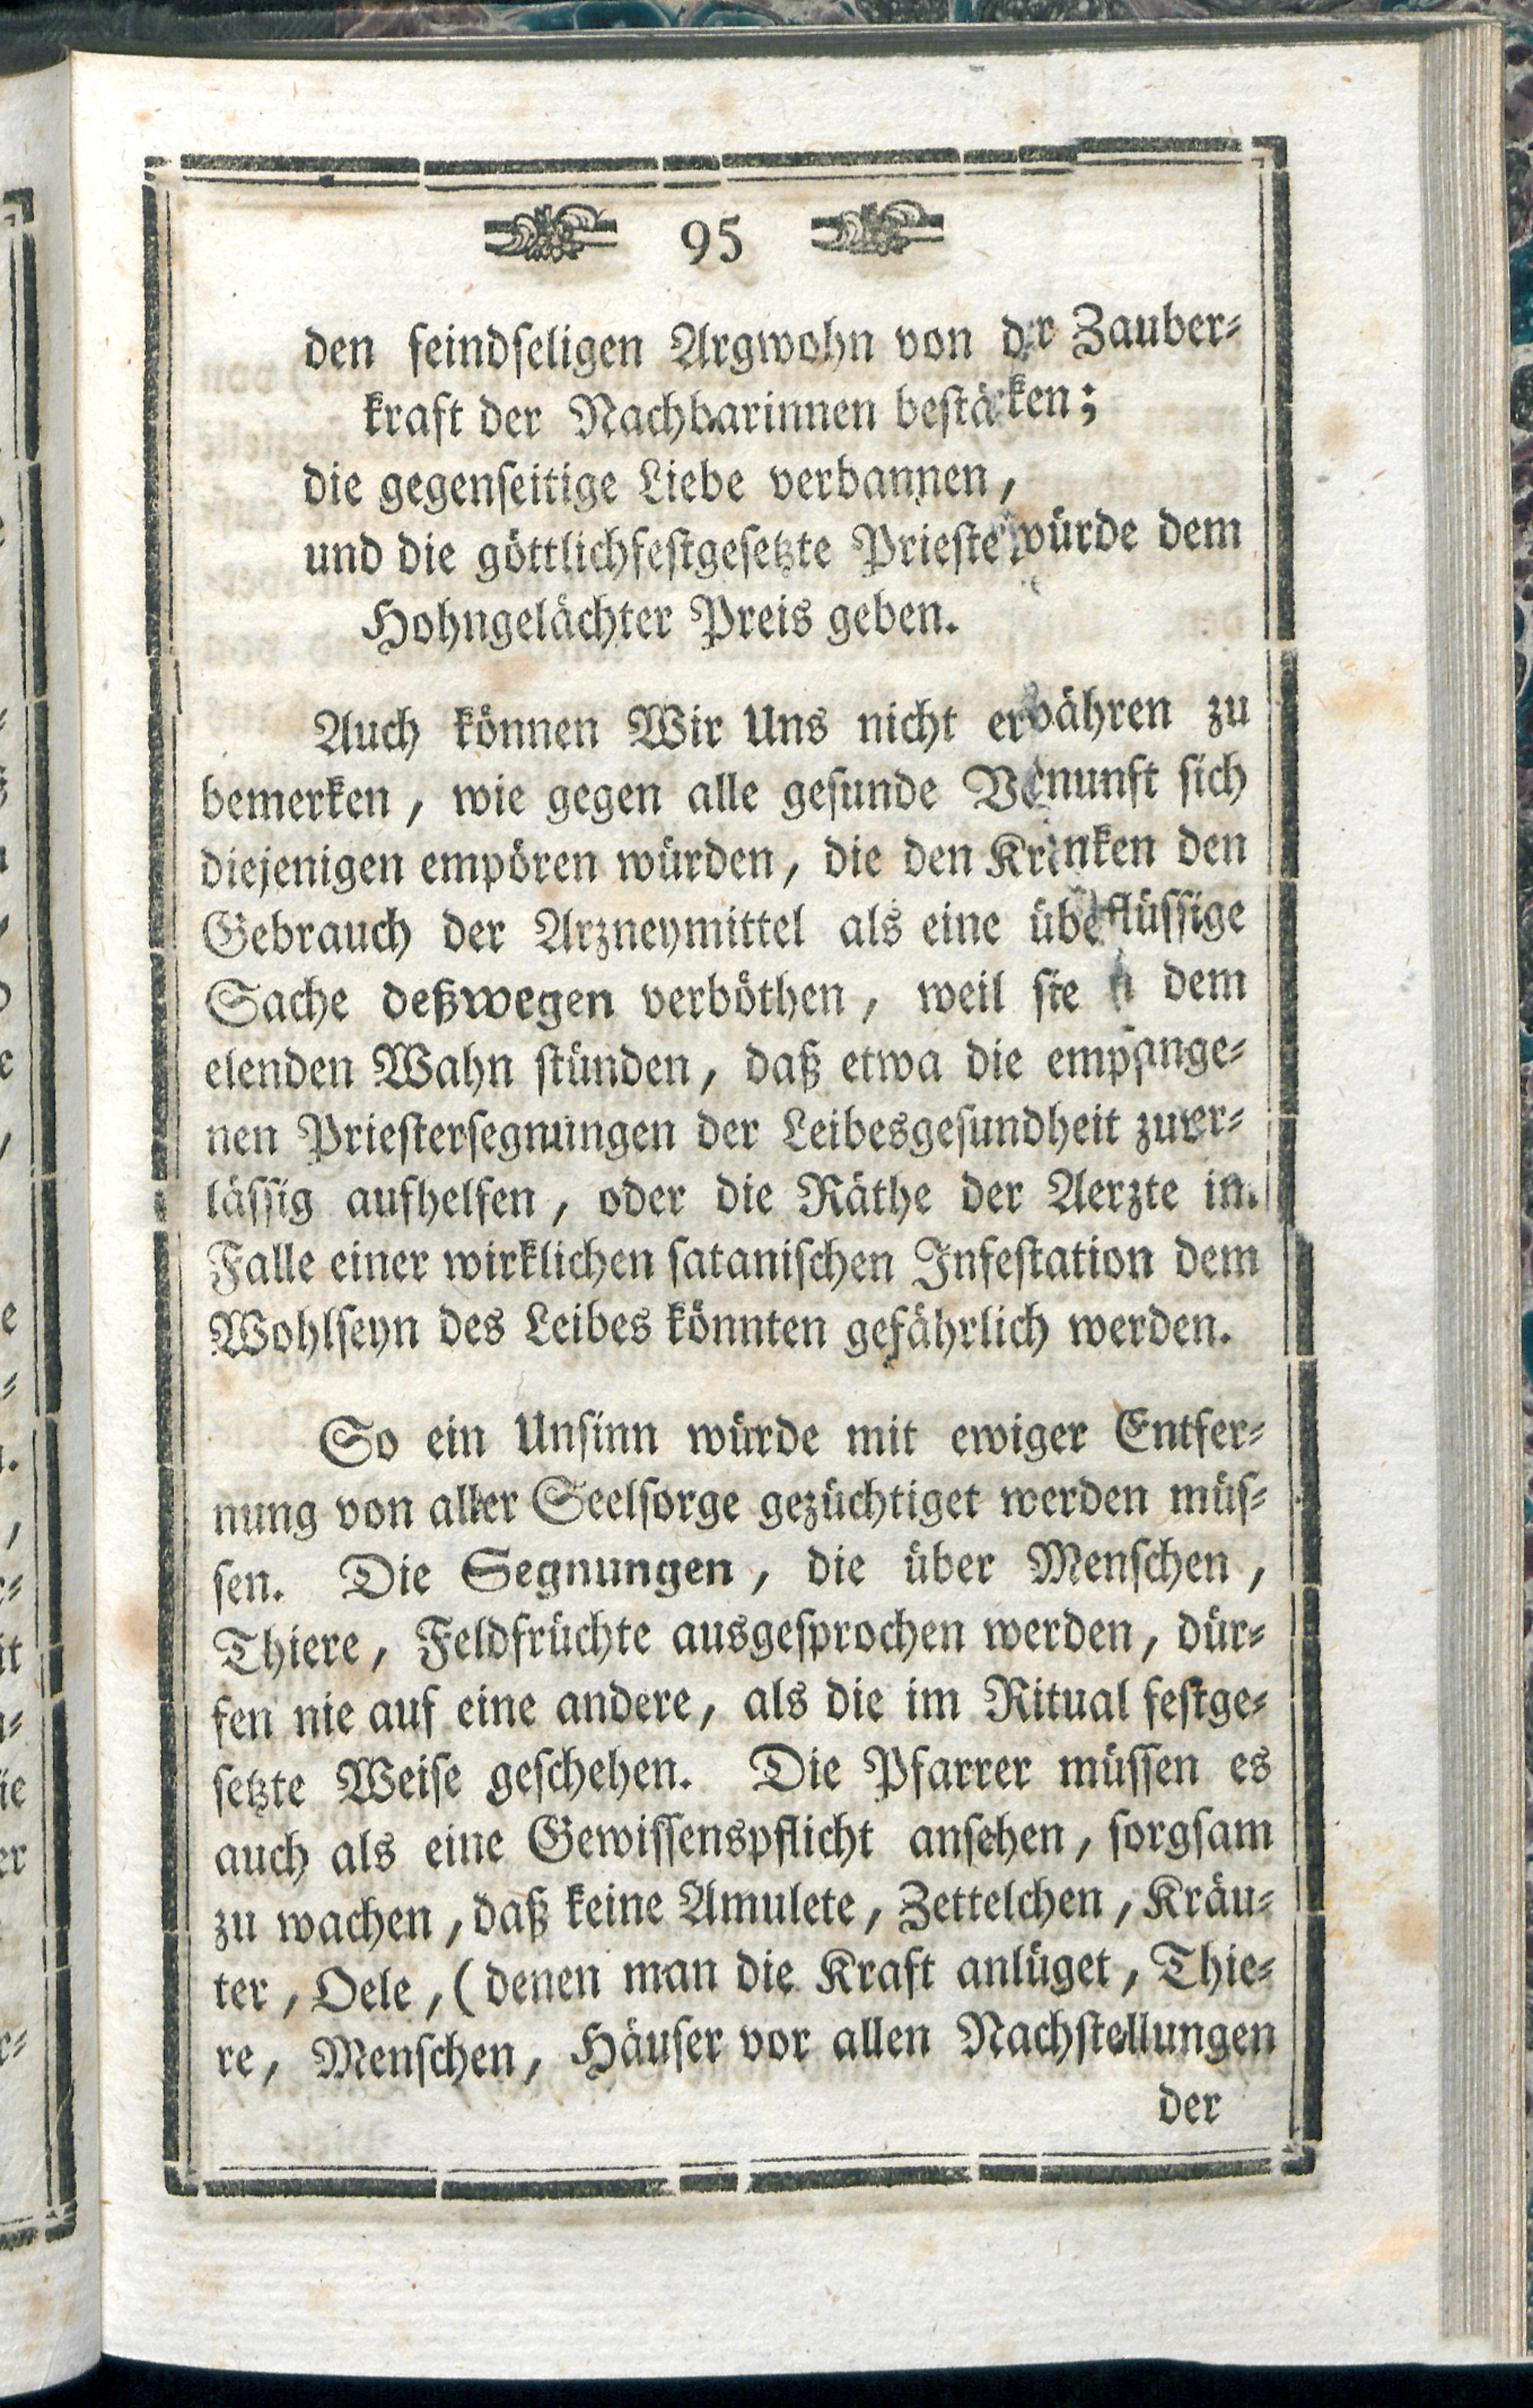 95
den feindseligen Argwohn von der Zauber-
kraft der Nachbarinnen bestärken;
die gegenseitige Liebe verbannen,
und die göttlichfestgesetzte Priesterwürde dem
Hohngelächter Preis geben.
Auch können Wir Uns nicht erwähren zu
bemerken, wie gegen alle gesunde Vernunft sich
diejenigen empören würden, die den Kranken den
Gebrauch der Arzneymittel als eine überflüssige
Sache deßwegen verböthen, weil sie in dem
elenden Wahn stünden, daß etwa die empfange-
nen Priestersegnungen der Leibesgesundheit zuver-
lässig aufhelfen, oder die Räthe der Aerzte im
Falle einer wirklichen satanischen Infestation dem
Wohlseyn des Leibes könnten gefährlich werden.
So ein Unsinn würde mit ewiger Entfer-
nung von aller Seelsorge gezüchtiget werden müs-
sen. Die Segnungen, die über Menschen,
Thiere, Feldfrüchte ausgesprochen werden, dür-
fen nie auf eine andere, als die im Ritual festge-
setzte Weise geschehen. Die Pfarrer müssen es
auch als eine Gewissenspflicht ansehen, sorgsam
zu wachen, daß keine Amulete, Zettelchen, Kräu-
ter, Oele, (denen man die Kraft anlüget, Thie-
re, Menschen, Häuser vor allen Nachstellungen
der